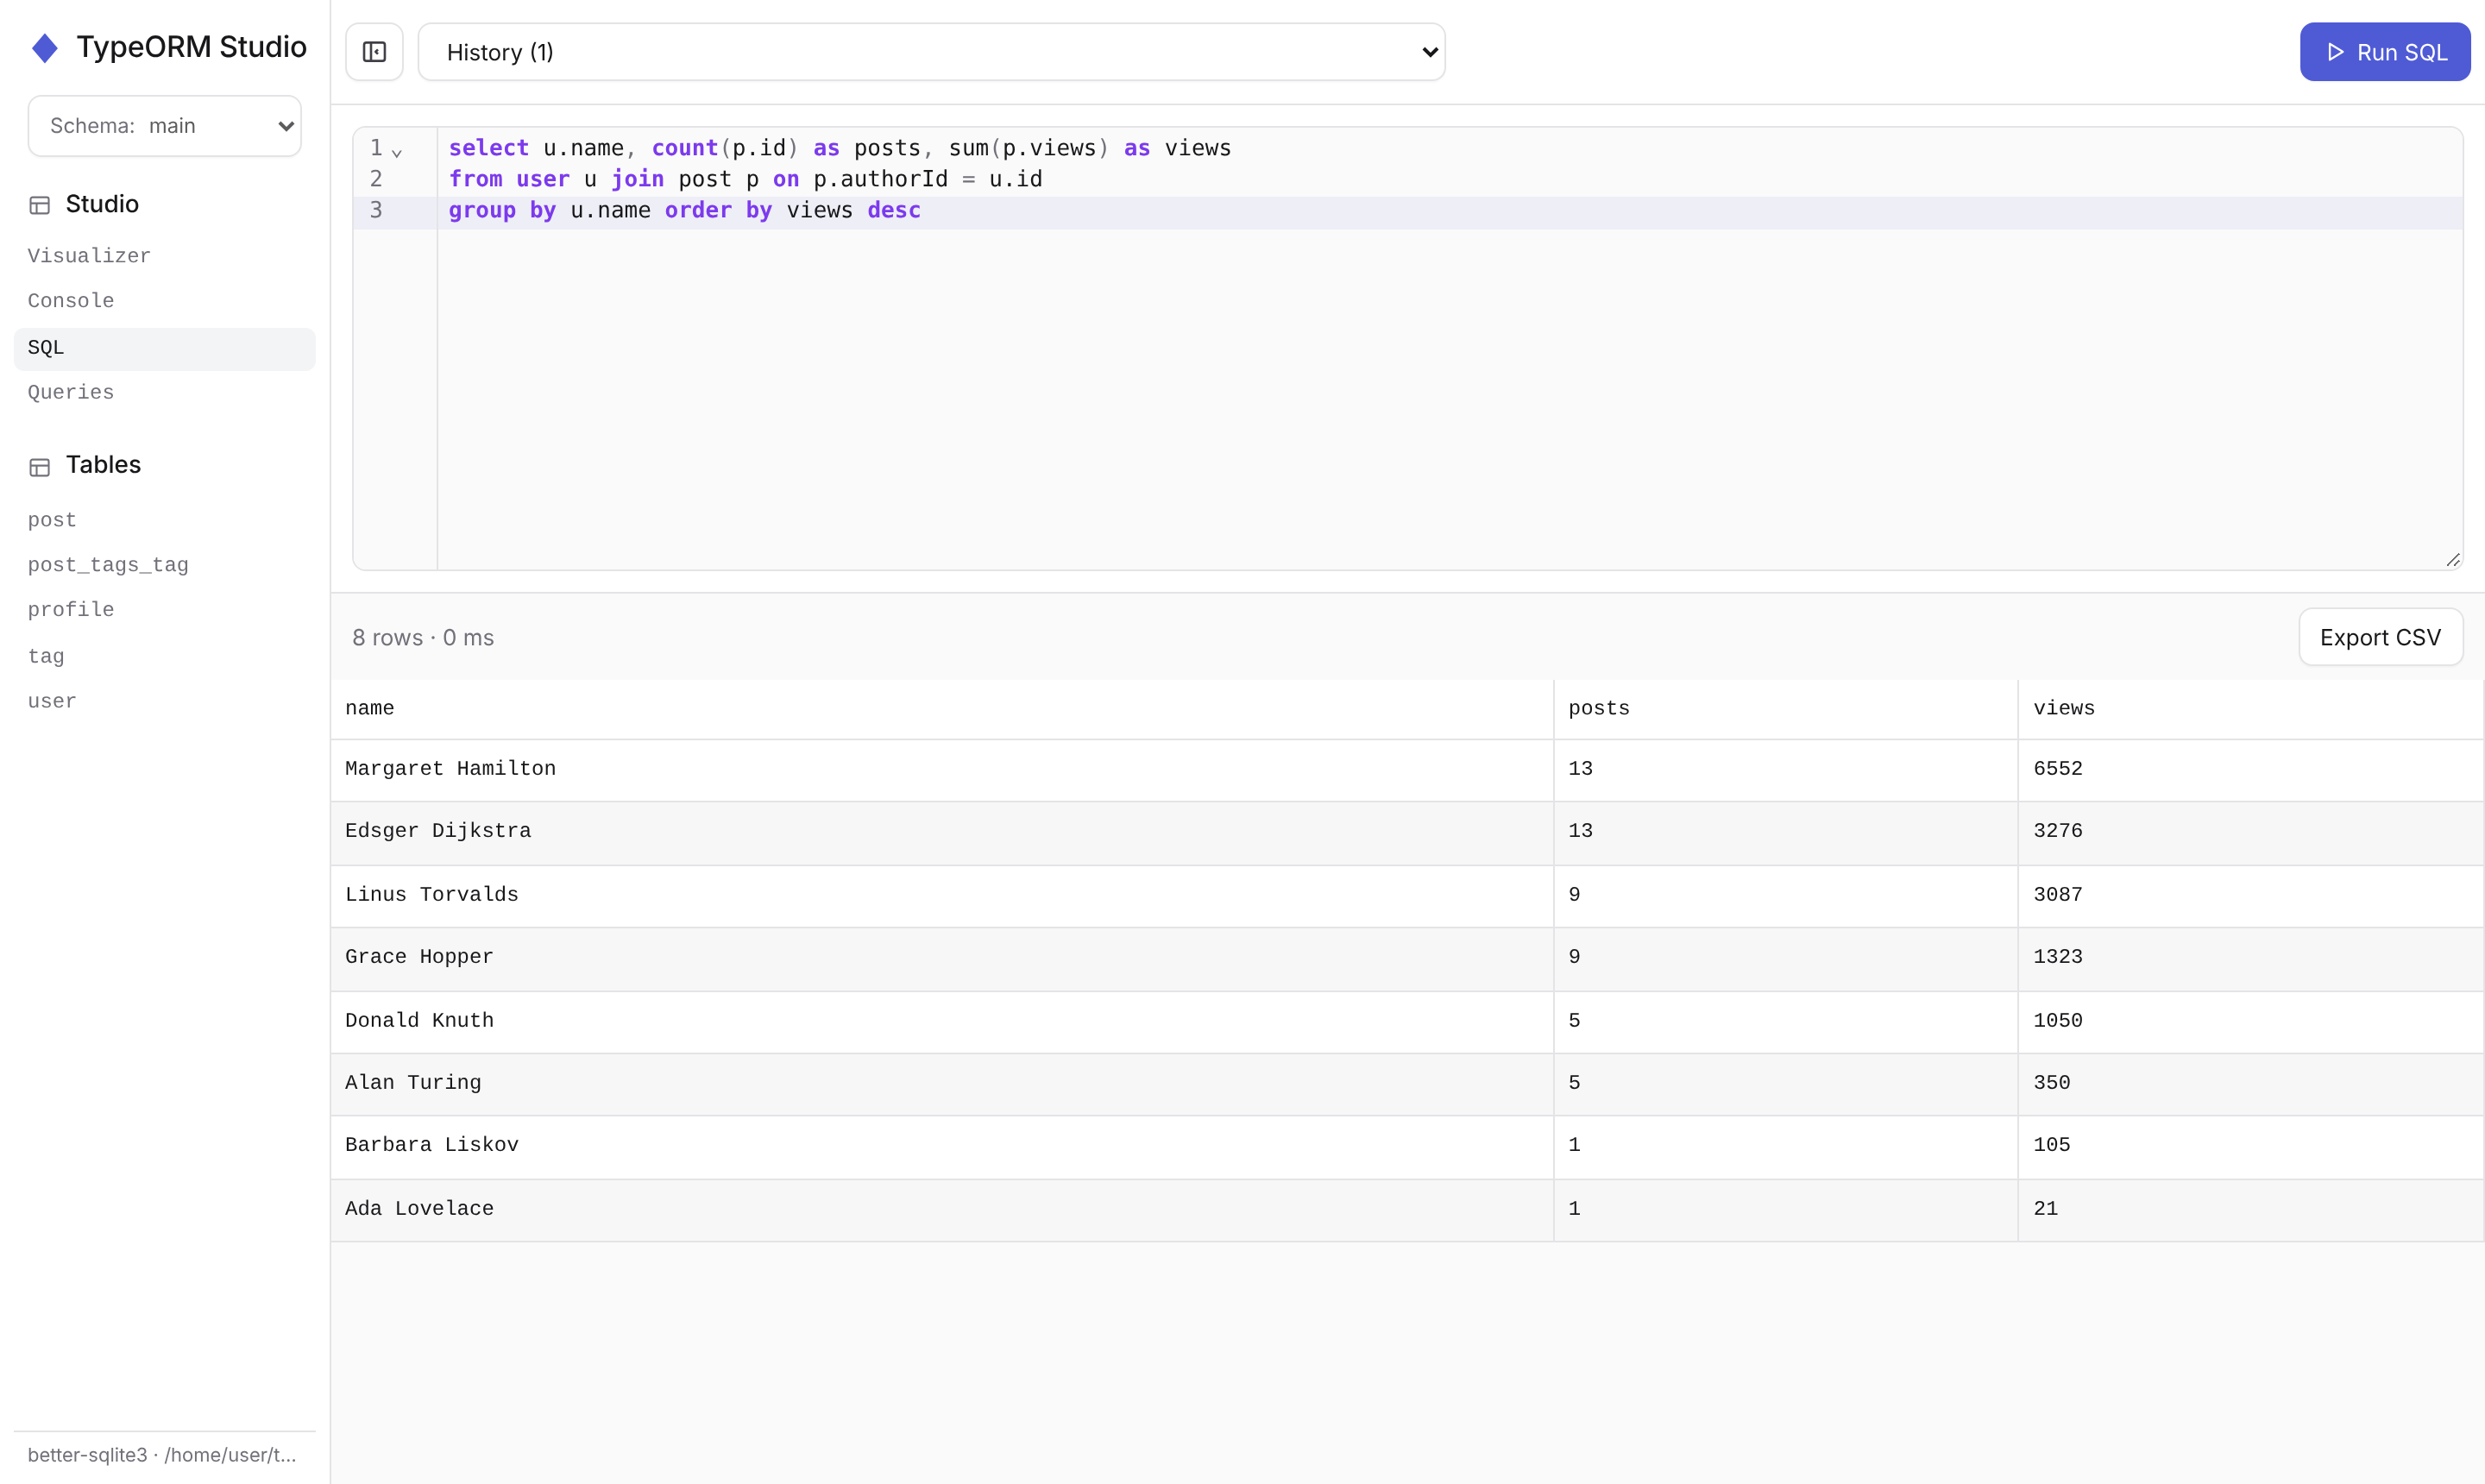 TypeORM Studio
Schema: main
Studio
Visualizer
Console
SQL
Queries
Tables
post
post_tags_tag
profile
tag
user
better-sqlite3 · /home/user/t...
History (1)
Run SQL
1 select u.name, count(p.id) as posts, sum(p.views) as views
2 from user u join post p on p.authorId = u.id
3 group by u.name order by views desc
8 rows · 0 ms
Export CSV
name posts views
Margaret Hamilton 13 6552
Edsger Dijkstra 13 3276
Linus Torvalds 9 3087
Grace Hopper 9 1323
Donald Knuth 5 1050
Alan Turing 5 350
Barbara Liskov 1 105
Ada Lovelace 1 21